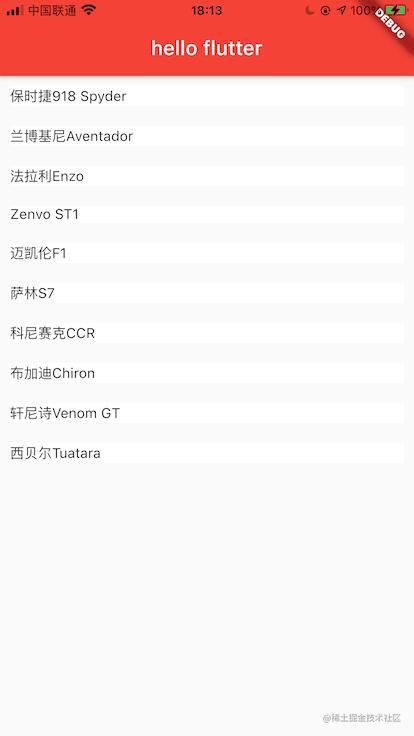 中国联通 18:13 100%
DEBUG
hello flutter
保时捷918 Spyder
兰博基尼Aventador
法拉利Enzo
Zenvo ST1
迈凯伦F1
萨林S7
科尼赛克CCR
布加迪Chiron
轩尼诗Venom GT
西贝尔Tuatara
@稀土掘金技术社区